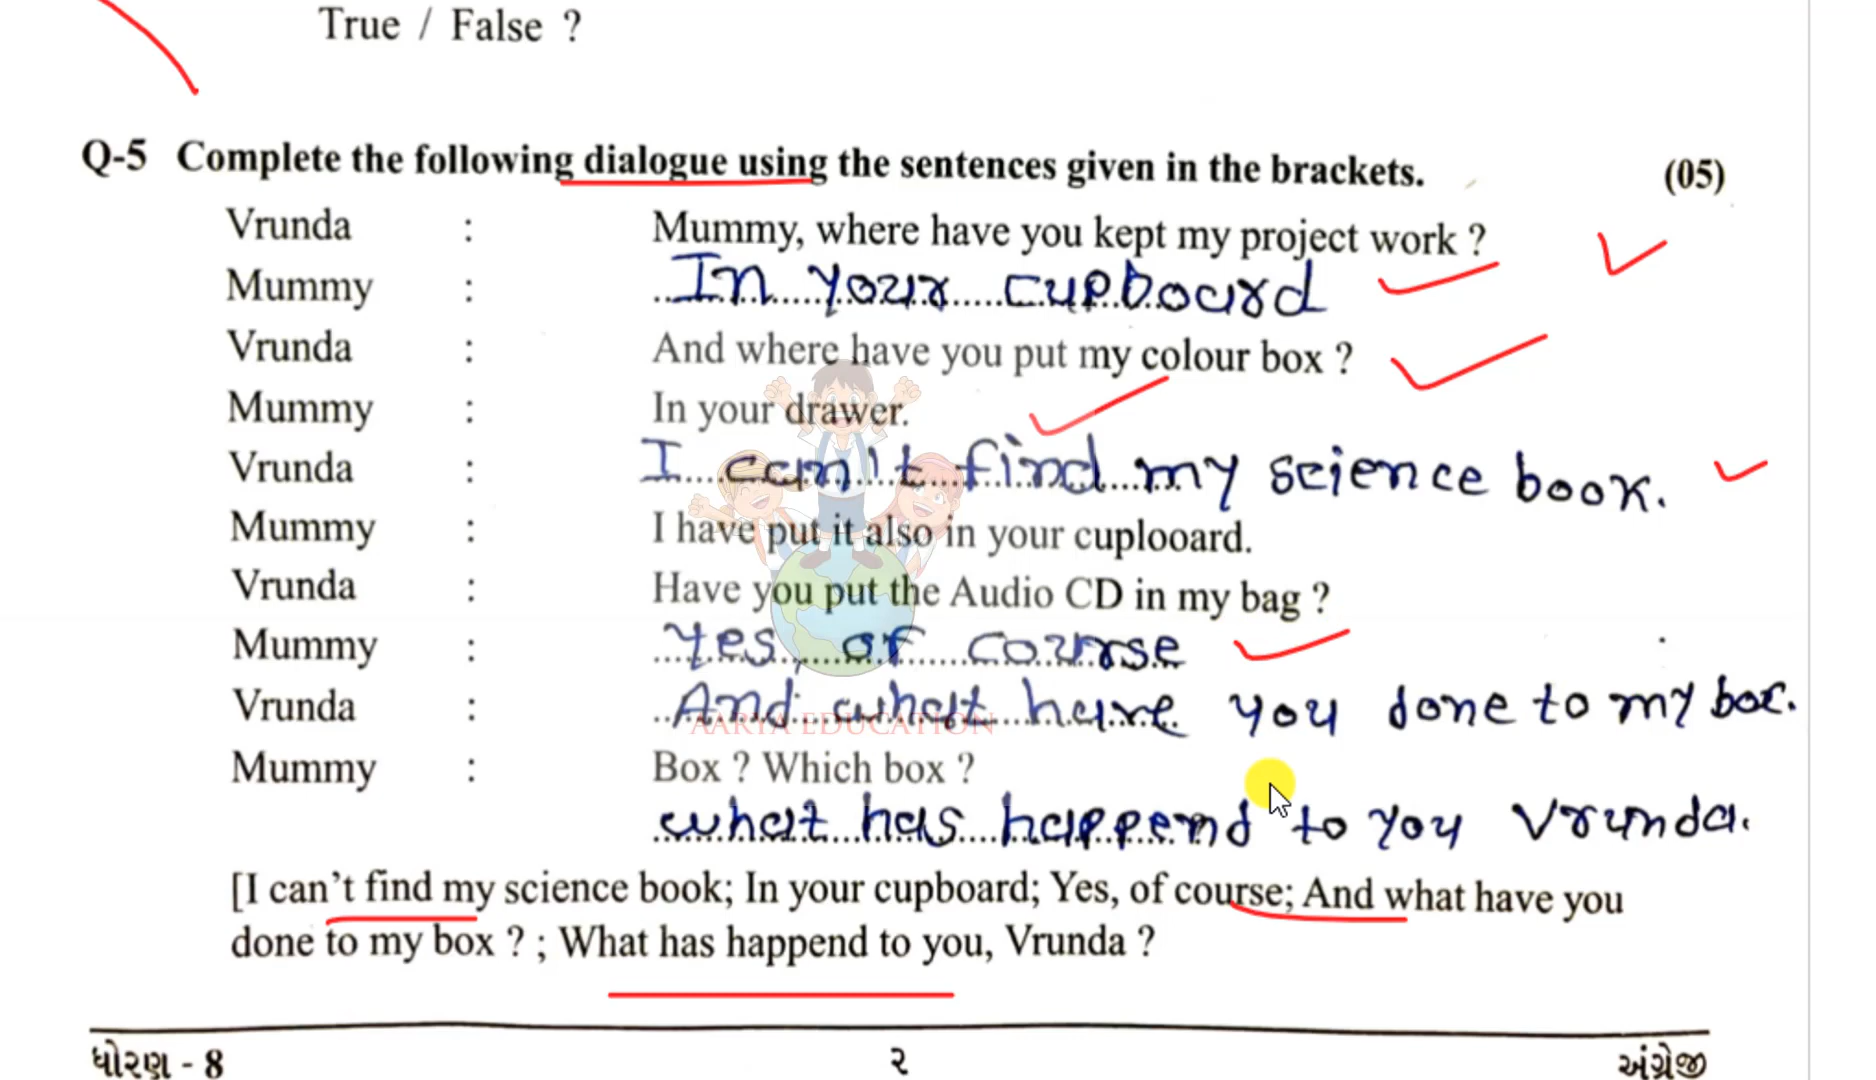 True / False ?
Q-5 Complete the following dialogue using the sentences given in the brackets. (05)
Vrunda : Mummy, where have you kept my project work ?
Mummy : In your cupboard
Vrunda : And where have you put my colour box ?
Mummy : In your drawer.
Vrunda : I can't find my science book.
Mummy : I have put it also in your cuplooard.
Vrunda : Have you put the Audio CD in my bag ?
Mummy : Yes, of course
Vrunda : And what have you done to my box.
AARYA EDUCATION
Mummy : Box ? Which box ?
what has happend to you Vrunda.
[I can't find my science book; In your cupboard; Yes, of course; And what have you
done to my box ? ; What has happend to you, Vrunda ?
ધોરણ - 8 ૨ અંગ્રેજી